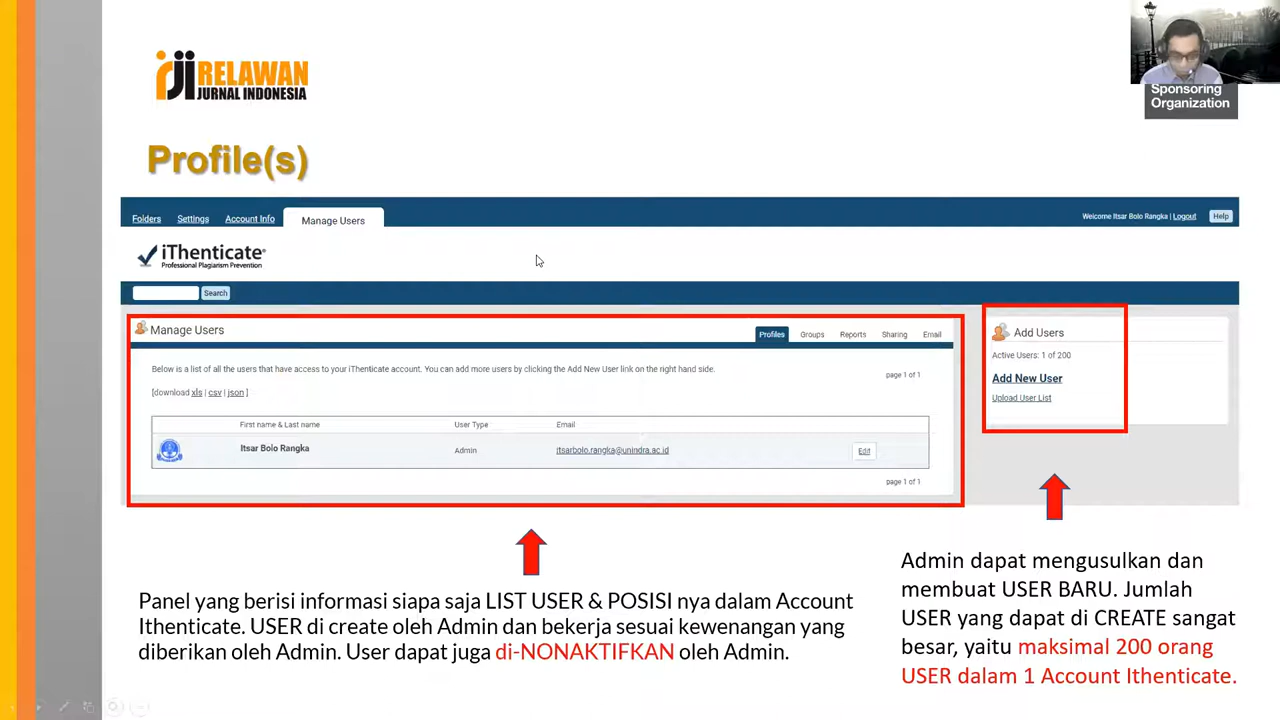 RELAWAN
JURNAL INDONESIA
Sponsoring
Organization
Profile(s)
Folders Settings Account Info Manage Users Welcome Itsar Bolo Rangka | Logout Help
iThenticate®
Professional Plagiarism Prevention
Search
Manage Users Profiles Groups Reports Sharing Email
Below is a list of all the users that have access to your iThenticate account. You can add more users by clicking the Add New User link on the right hand side. page 1 of 1
[download xls | csv | json ]
First name & Last name User Type Email
Itsar Bolo Rangka Admin itsarbolo.rangka@unindra.ac.id Edit
page 1 of 1
Add Users
Active Users: 1 of 200
Add New User
Upload User List
Panel yang berisi informasi siapa saja LIST USER & POSISI nya dalam Account
Ithenticate. USER di create oleh Admin dan bekerja sesuai kewenangan yang
diberikan oleh Admin. User dapat juga di-NONAKTIFKAN oleh Admin.
Admin dapat mengusulkan dan
membuat USER BARU. Jumlah
USER yang dapat di CREATE sangat
besar, yaitu maksimal 200 orang
USER dalam 1 Account Ithenticate.